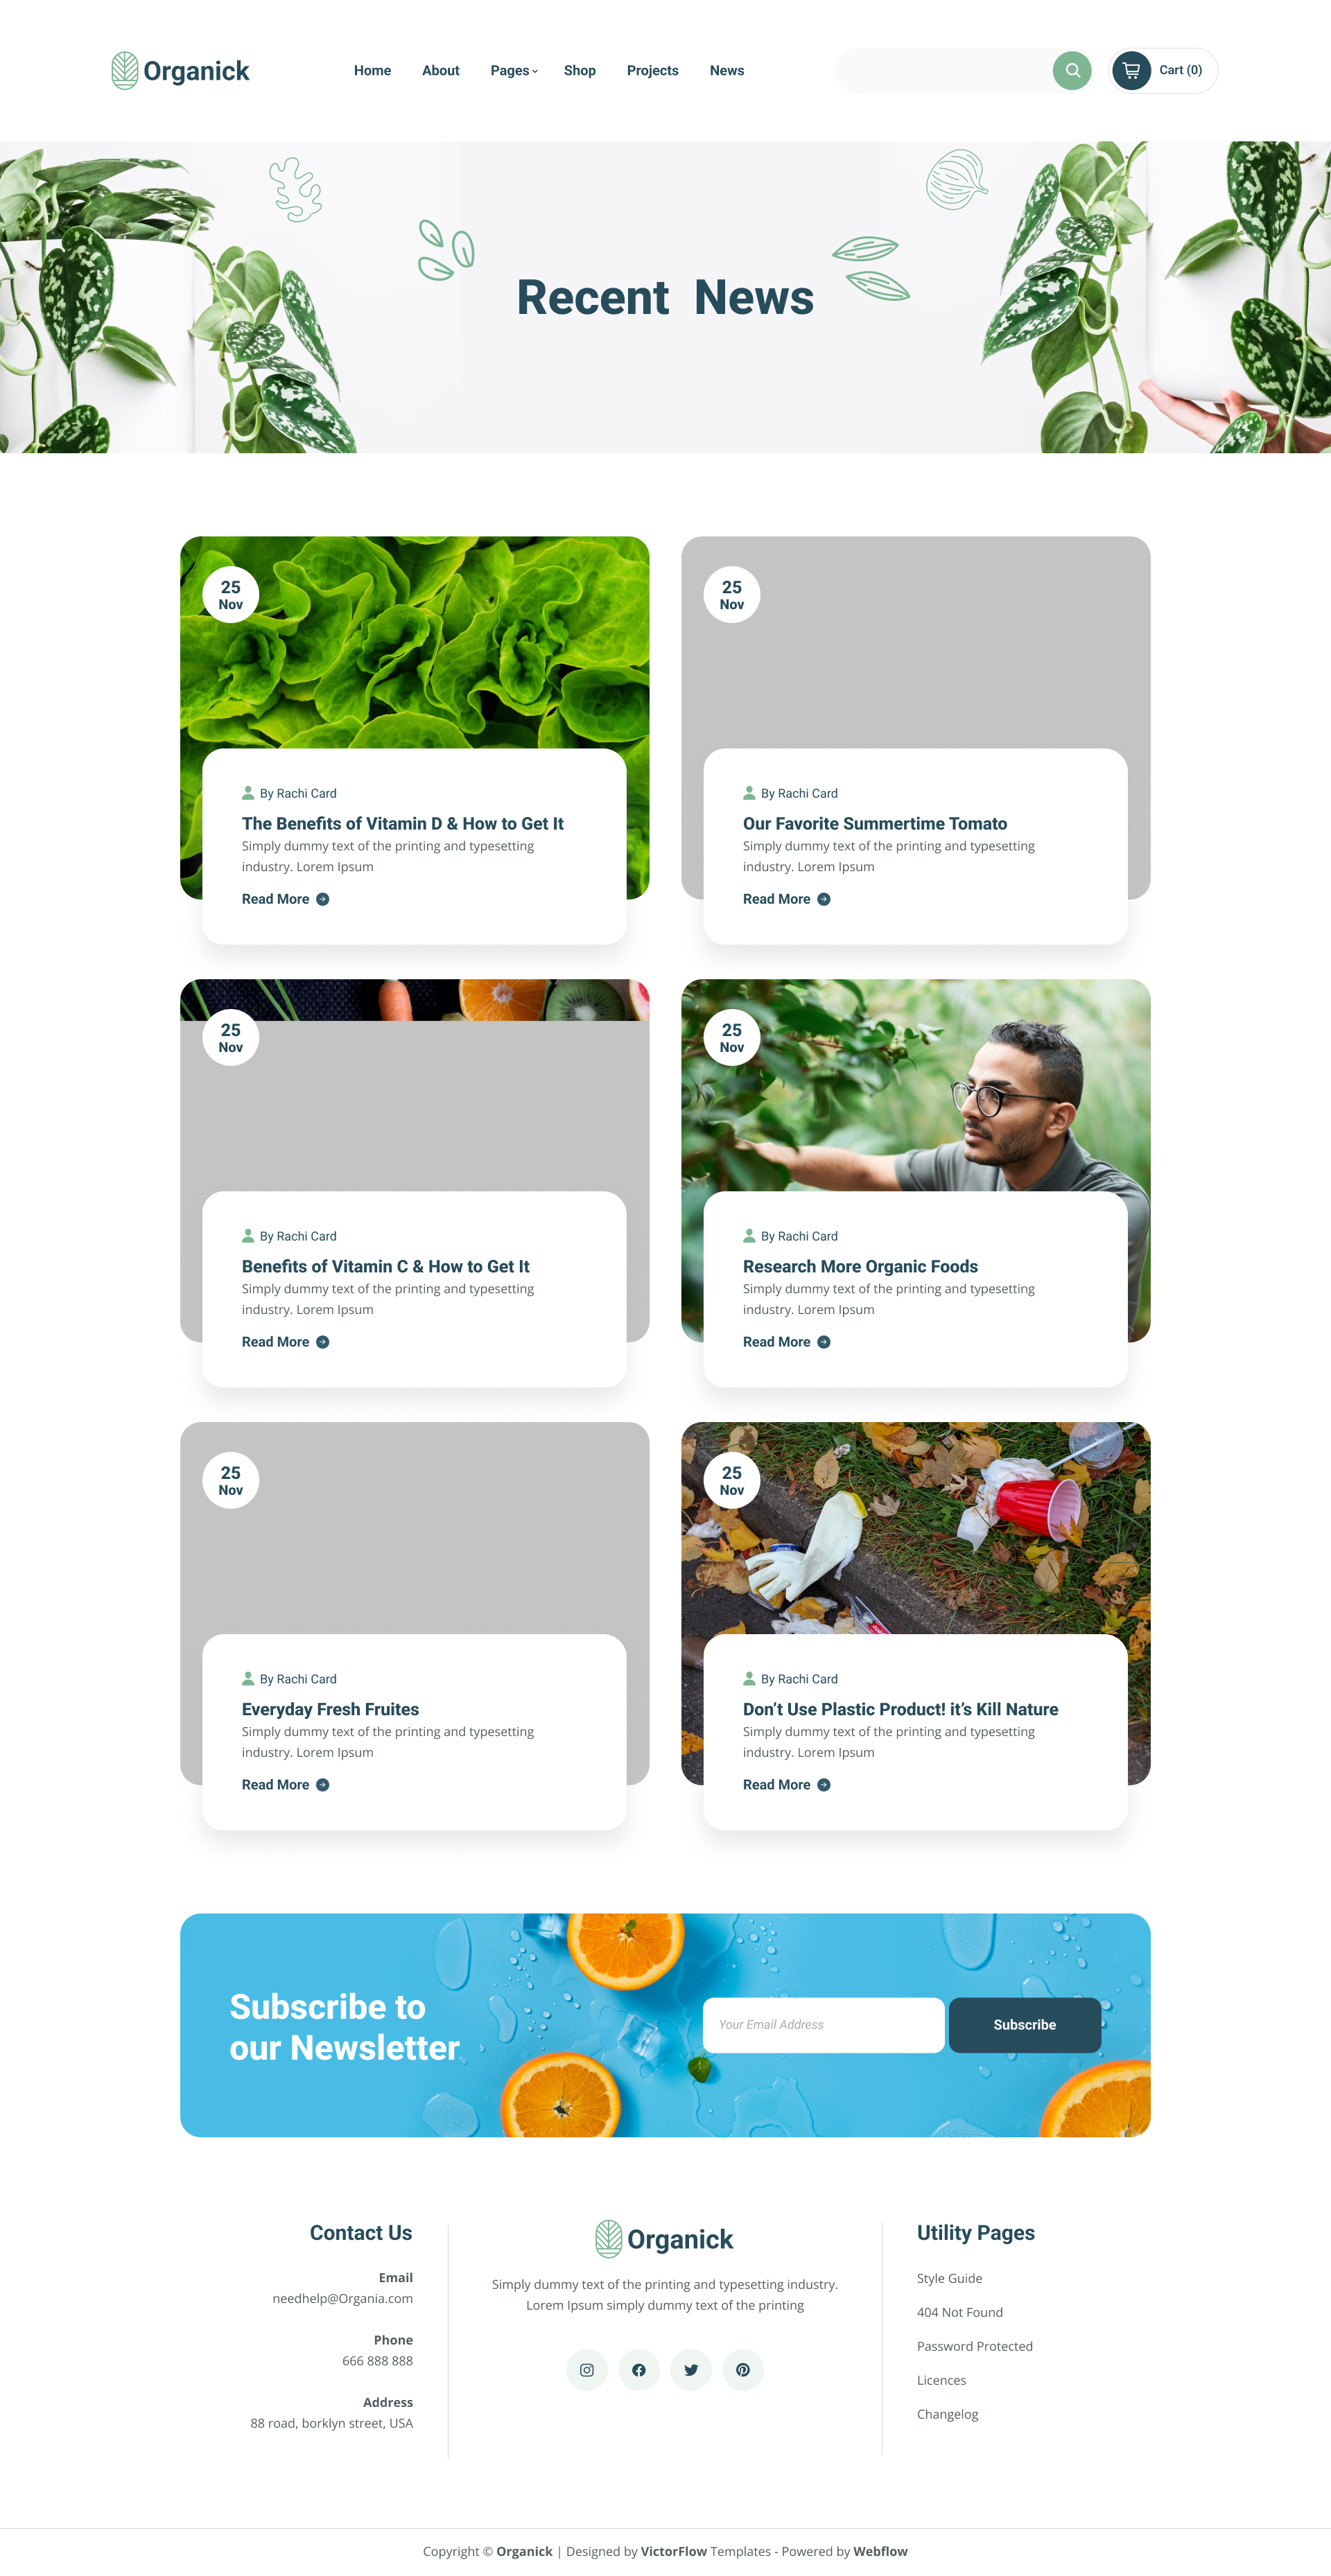 Organick
Home
About
Pages
Shop
Projects
News
Cart (0)
Recent News
25
Nov
By Rachi Card
The Benefits of Vitamin D & How to Get It
Simply dummy text of the printing and typesetting
industry. Lorem Ipsum
Read More
25
Nov
By Rachi Card
Our Favorite Summertime Tomato
Simply dummy text of the printing and typesetting
industry. Lorem Ipsum
Read More
25
Nov
By Rachi Card
Benefits of Vitamin C & How to Get It
Simply dummy text of the printing and typesetting
industry. Lorem Ipsum
Read More
25
Nov
By Rachi Card
Research More Organic Foods
Simply dummy text of the printing and typesetting
industry. Lorem Ipsum
Read More
25
Nov
By Rachi Card
Everyday Fresh Fruites
Simply dummy text of the printing and typesetting
industry. Lorem Ipsum
Read More
25
Nov
By Rachi Card
Don’t Use Plastic Product! it’s Kill Nature
Simply dummy text of the printing and typesetting
industry. Lorem Ipsum
Read More
Subscribe to
our Newsletter
Your Email Address
Subscribe
Contact Us
Email
needhelp@Organia.com
Phone
666 888 888
Address
88 road, borklyn street, USA
Organick
Simply dummy text of the printing and typesetting industry.
Lorem Ipsum simply dummy text of the printing
Utility Pages
Style Guide
404 Not Found
Password Protected
Licences
Changelog
Copyright © Organick | Designed by VictorFlow Templates - Powered by Webflow